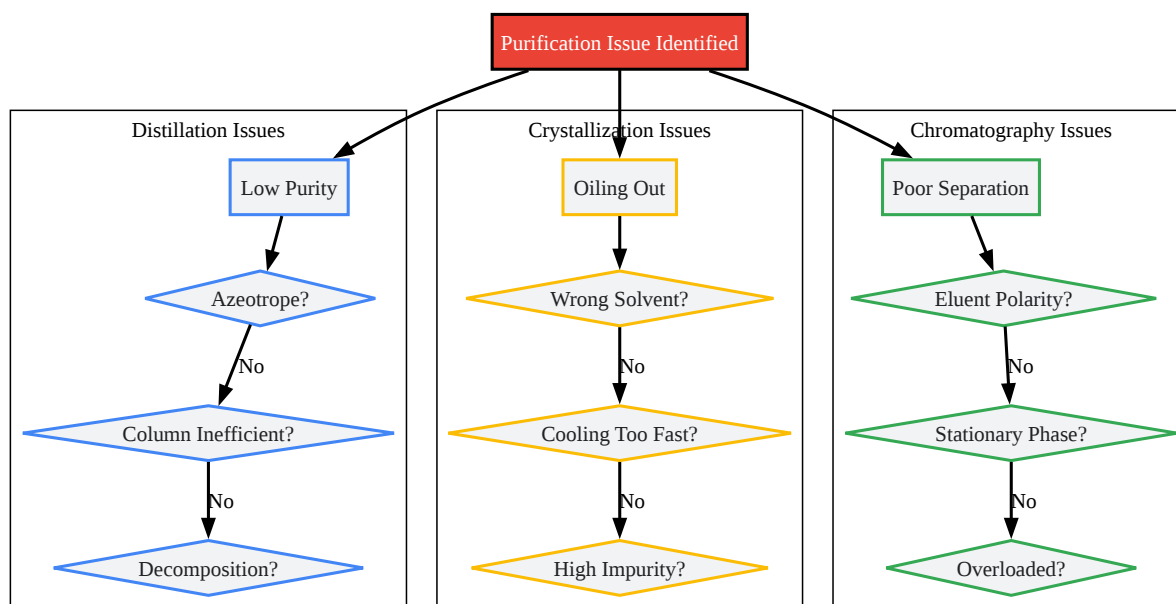 Purification Issue Identified
Distillation Issues
Crystallization Issues
Chromatography Issues
Low Purity
Oiling Out
Poor Separation
Azeotrope?
Wrong Solvent?
Eluent Polarity?
No
No
No
Column Inefficient?
Cooling Too Fast?
Stationary Phase?
No
No
No
Decomposition?
High Impurity?
Overloaded?